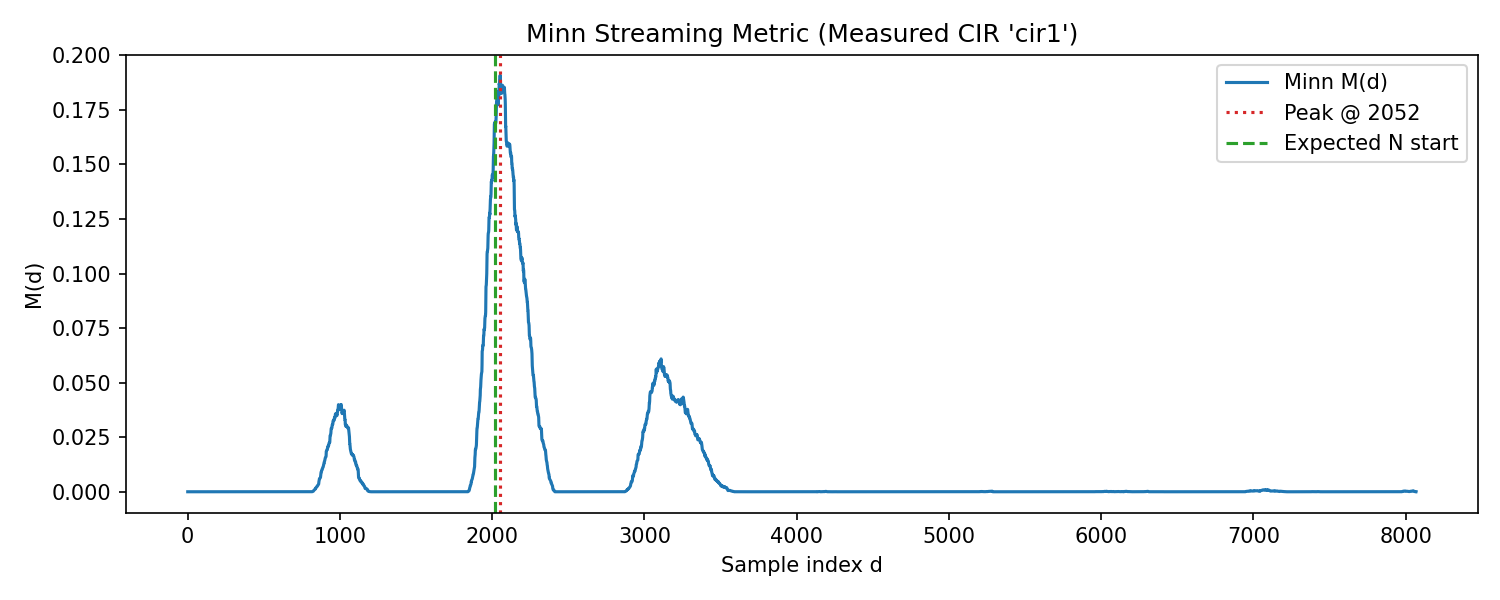 Minn Streaming Metric (Measured CIR 'cir1')
M(d)
0.200
0.175
0.150
0.125
0.100
0.075
0.050
0.025
0.000
Minn M(d)
Peak @ 2052
Expected N start
0 1000 2000 3000 4000 5000 6000 7000 8000
Sample index d